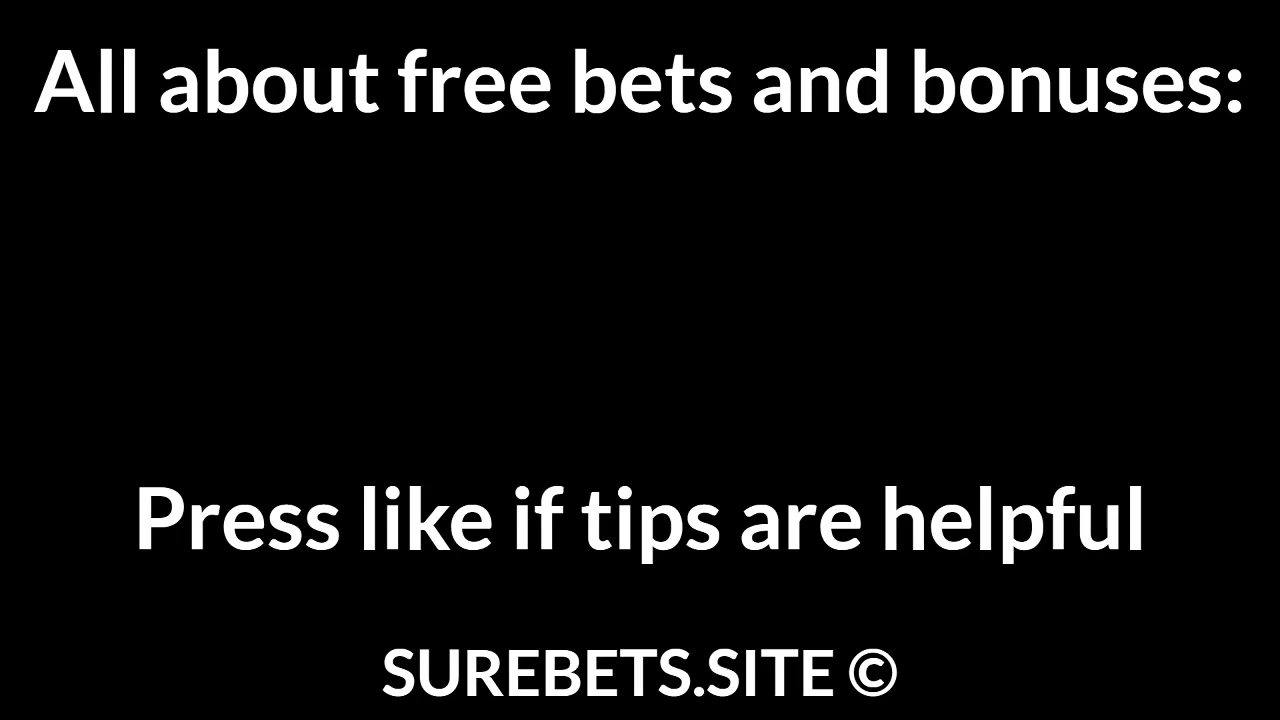 All about free bets and bonuses:
Press like if tips are helpful
SUREBETS.SITE ©